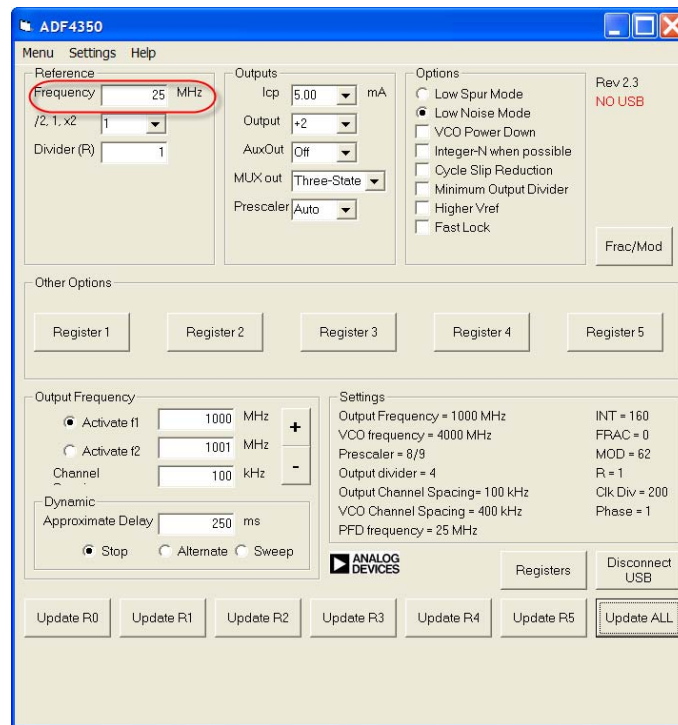 ADF4350
Menu Settings Help
Reference
Frequency 25 MHz
/2, 1, x2 1
Divider (R) 1
Outputs
Icp 5.00 mA
Output +2
AuxOut Off
MUX out Three-State
Prescaler Auto
Options
Low Spur Mode
Low Noise Mode
VCO Power Down
Integer-N when possible
Cycle Slip Reduction
Minimum Output Divider
Higher Vref
Fast Lock
Rev 2.3
NO USB
Frac/Mod
Other Options
Register 1 Register 2 Register 3 Register 4 Register 5
Output Frequency
Activate f1 1000 MHz
Activate f2 1001 MHz
+
-
Channel 100 kHz
Dynamic
Approximate Delay 250 ms
Stop Alternate Sweep
Settings
Output Frequency = 1000 MHz
VCO frequency = 4000 MHz
Prescaler = 8/9
Output divider = 4
Output Channel Spacing= 100 kHz
VCO Channel Spacing = 400 kHz
PFD frequency = 25 MHz
INT = 160
FRAC = 0
MOD = 62
R = 1
Clk Div = 200
Phase = 1
ANALOG
DEVICES
Registers
Disconnect
USB
Update R0 Update R1 Update R2 Update R3 Update R4 Update R5 Update ALL